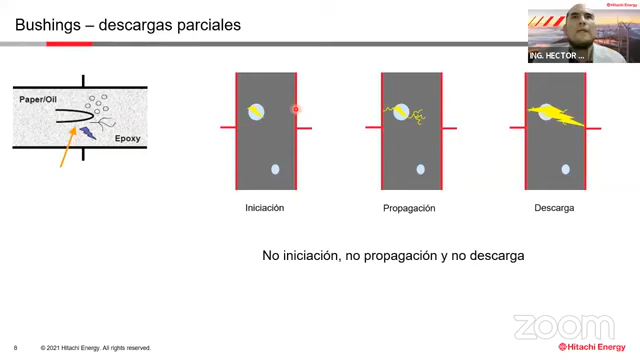 Bushings – descargas parciales
Hitachi Energy
ING. HECTOR ...
Paper/Oil
Epoxy
Iniciación
Propagación
Descarga
No iniciación, no propagación y no descarga
zoom
8
© 2021 Hitachi Energy. All rights reserved.
Hitachi Energy